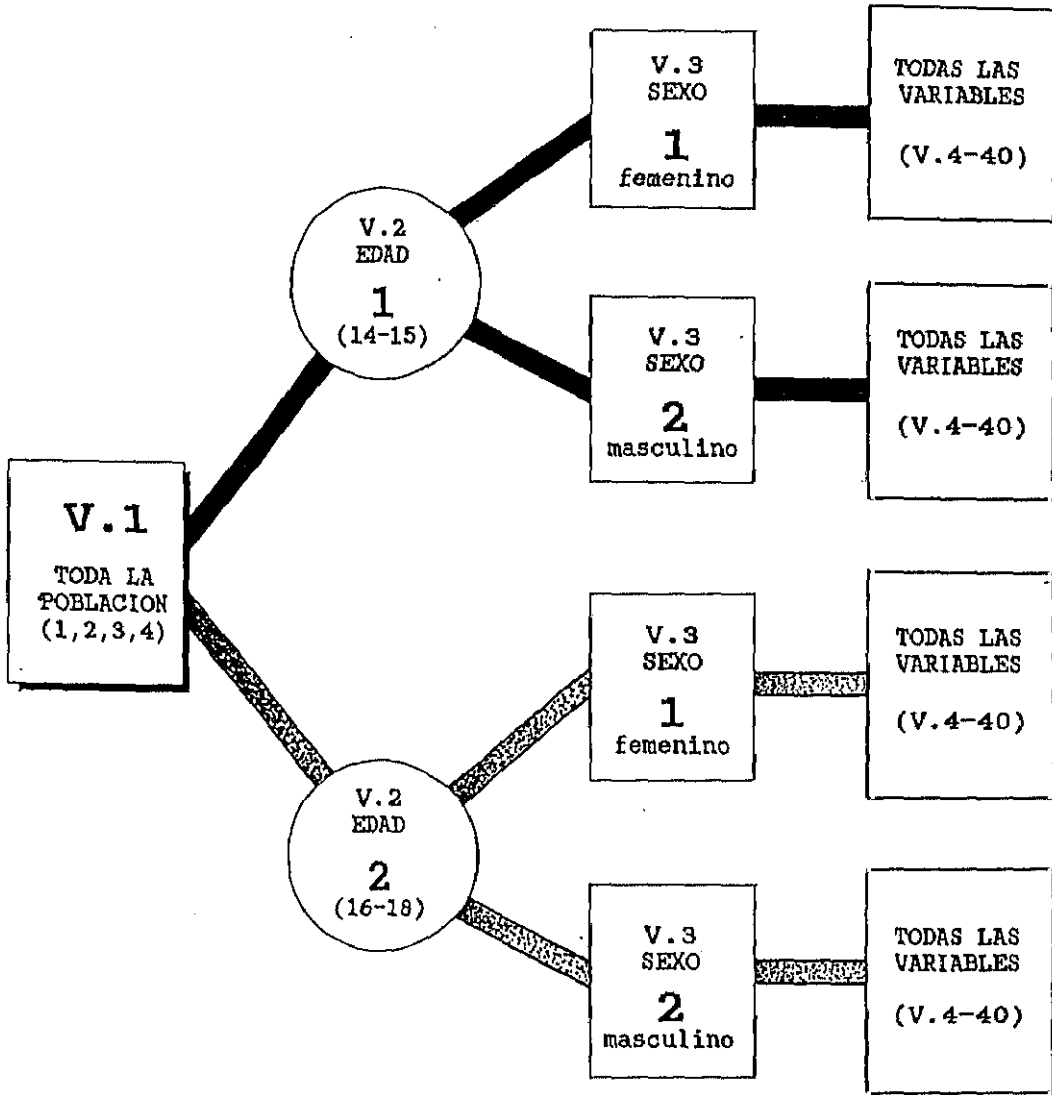 V.1
TODA LA
POBLACION
(1,2,3,4)
V.2
EDAD
1
(14-15)
V.3
SEXO
1
femenino
TODAS LAS
VARIABLES
(V.4-40)
V.3
SEXO
2
masculino
TODAS LAS
VARIABLES
(V.4-40)
V.2
EDAD
2
(16-18)
V.3
SEXO
1
femenino
TODAS LAS
VARIABLES
(V.4-40)
V.3
SEXO
2
masculino
TODAS LAS
VARIABLES
(V.4-40)